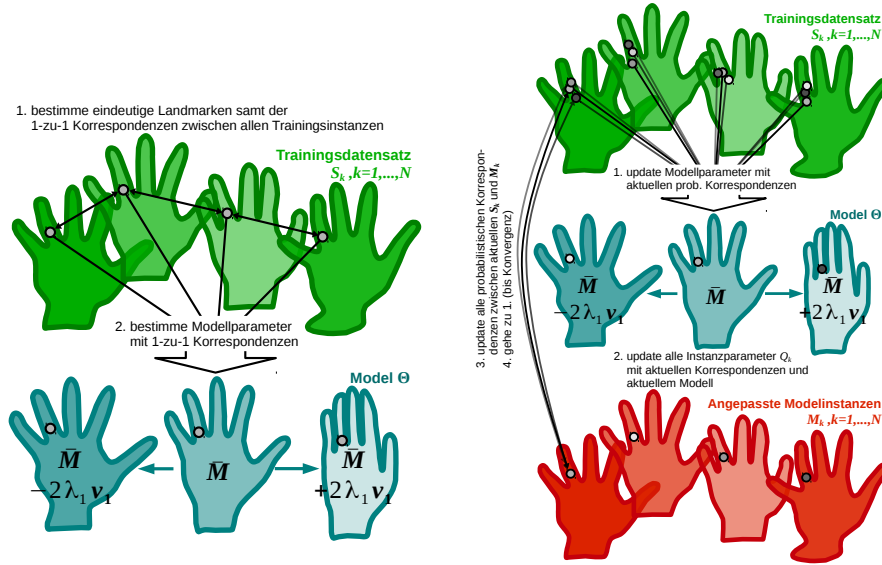 1. bestimme eindeutige Landmarken samt der
1-zu-1 Korrespondenzen zwischen allen Trainingsinstanzen
Trainingsdatensatz
S_k ,k=1,...,N
2. bestimme Modellparameter
mit 1-zu-1 Korrespondenzen
Model Θ
M̄
−2λ₁v₁
M̄
M̄
+2λ₁v₁
Trainingsdatensatz
S_k ,k=1,...,N
1. update Modellparameter mit
aktuellen prob. Korrespondenzen
Model Θ
M̄
−2λ₁v₁
M̄
M̄
+2λ₁v₁
2. update alle Instanzparameter Q_k
mit aktuellen Korrespondenzen und
aktuellem Modell
3. update alle probabilistischen Korrespon-
denzen zwischen aktuellen S_k und M_k
4. gehe zu 1. (bis Konvergenz)
Angepasste Modelinstanzen
M_k ,k=1,...,N